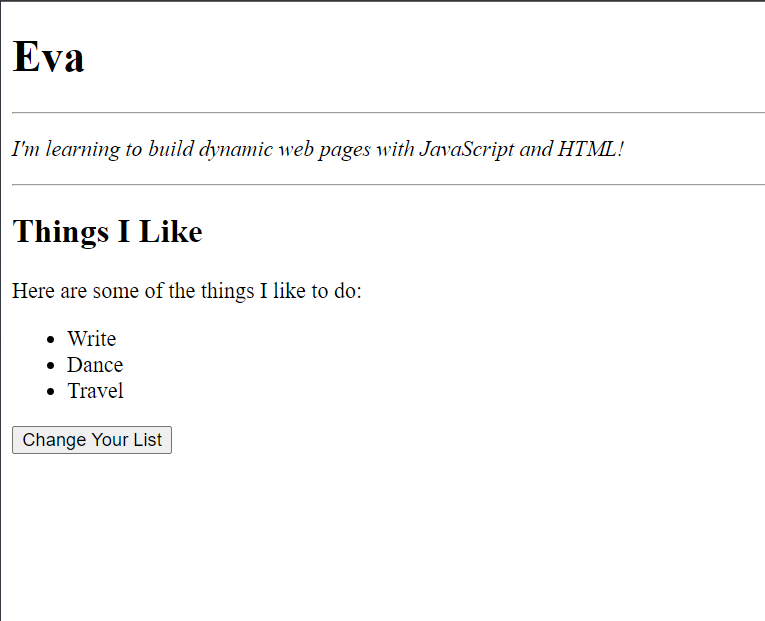 Eva
I'm learning to build dynamic web pages with JavaScript and HTML!
Things I Like
Here are some of the things I like to do:
• Write
• Dance
• Travel
Change Your List